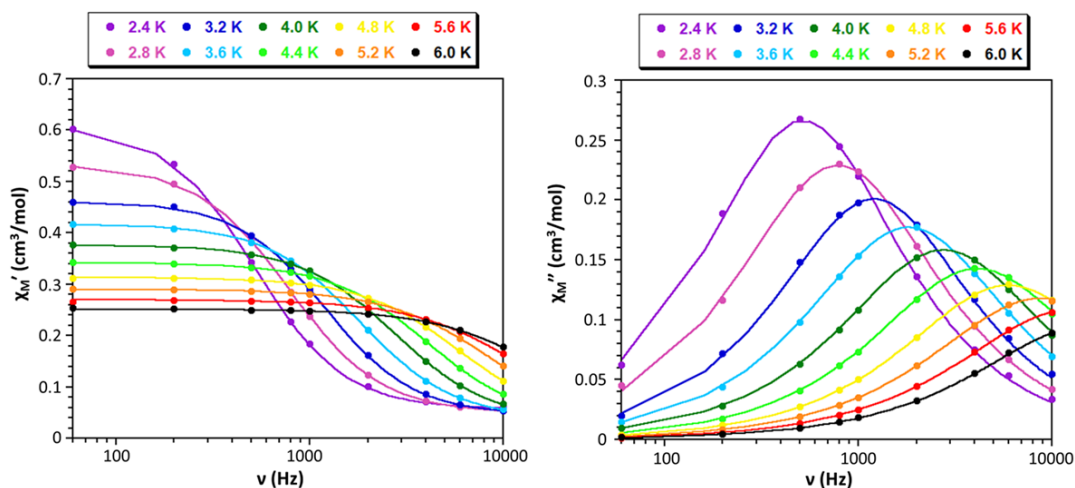 2.4 K 3.2 K 4.0 K 4.8 K 5.6 K
2.8 K 3.6 K 4.4 K 5.2 K 6.0 K
0.7
0.6
0.5
0.4
0.3
0.2
0.1
0
χM' (cm³/mol)
100 1000 10000
ν (Hz)
2.4 K 3.2 K 4.0 K 4.8 K 5.6 K
2.8 K 3.6 K 4.4 K 5.2 K 6.0 K
0.3
0.25
0.2
0.15
0.1
0.05
0
χM'' (cm³/mol)
100 1000 10000
ν (Hz)